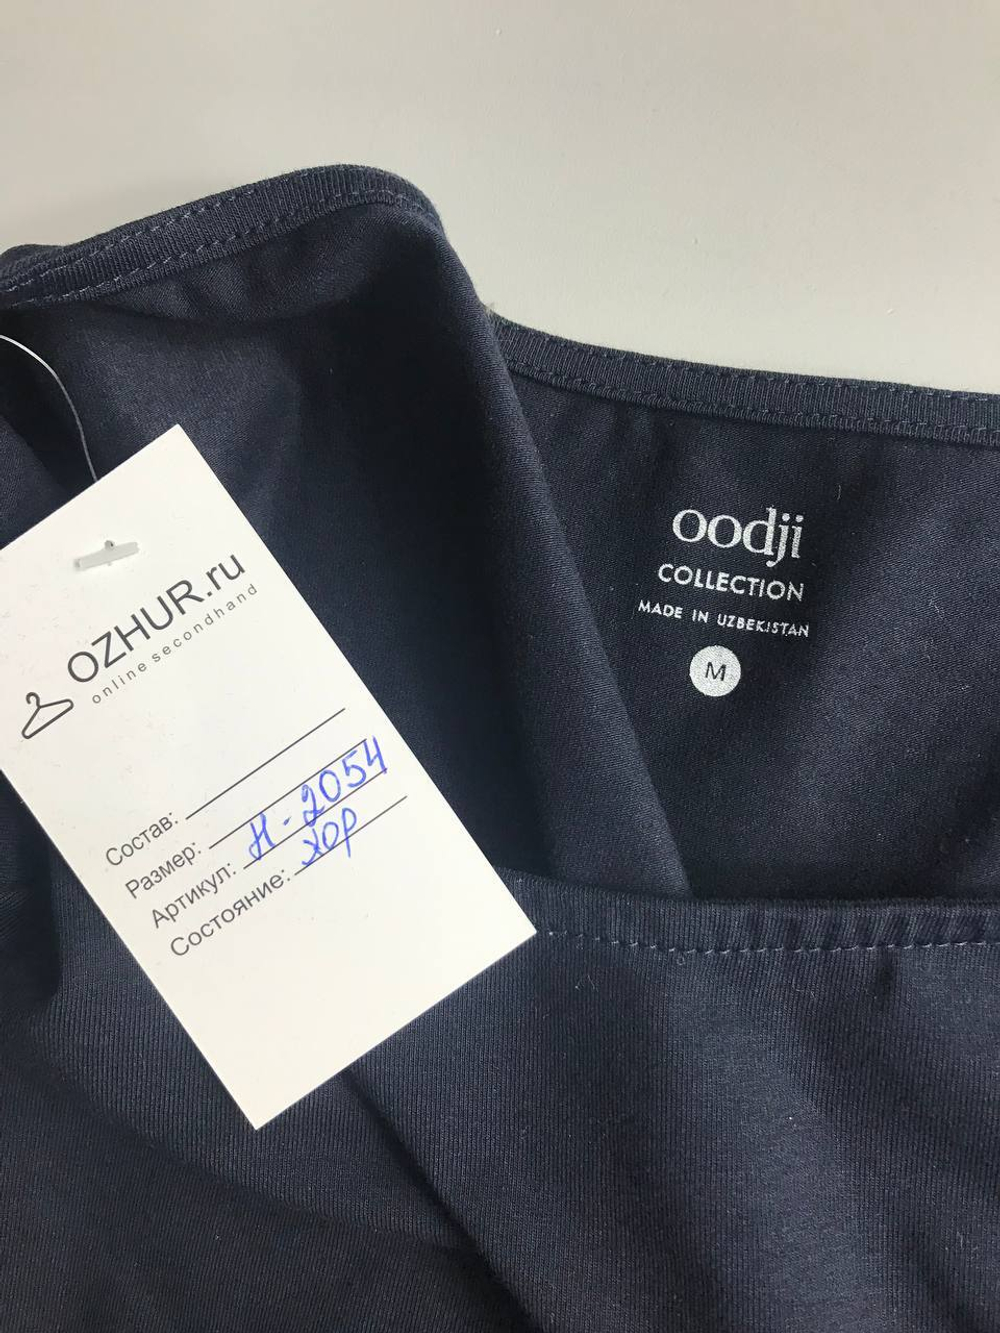 OZHUR.ru
online secondhand
Состав:
Размер:
Артикул: Н-2054
Состояние: хор
oodji
COLLECTION
MADE IN UZBEKISTAN
M